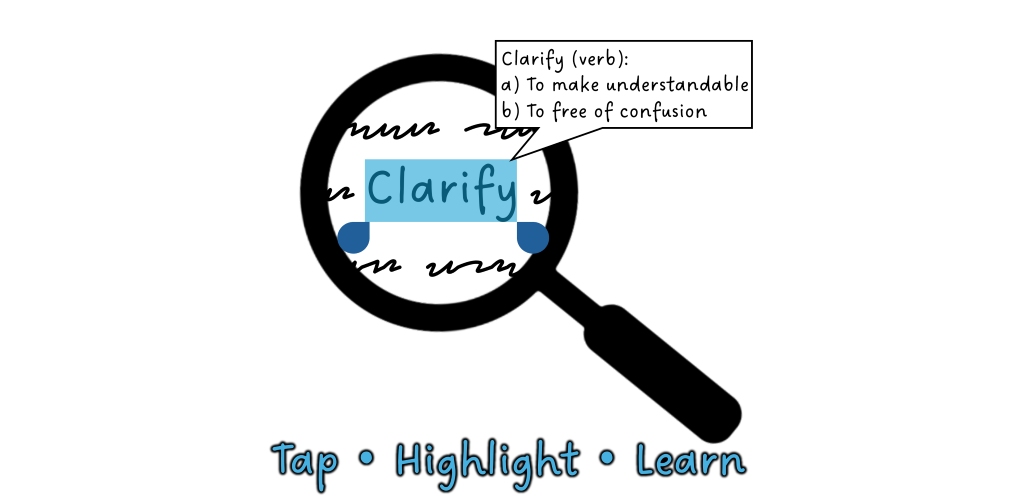 Clarify (verb):
a) To make understandable
b) To free of confusion
Clarify
Tap • Highlight • Learn